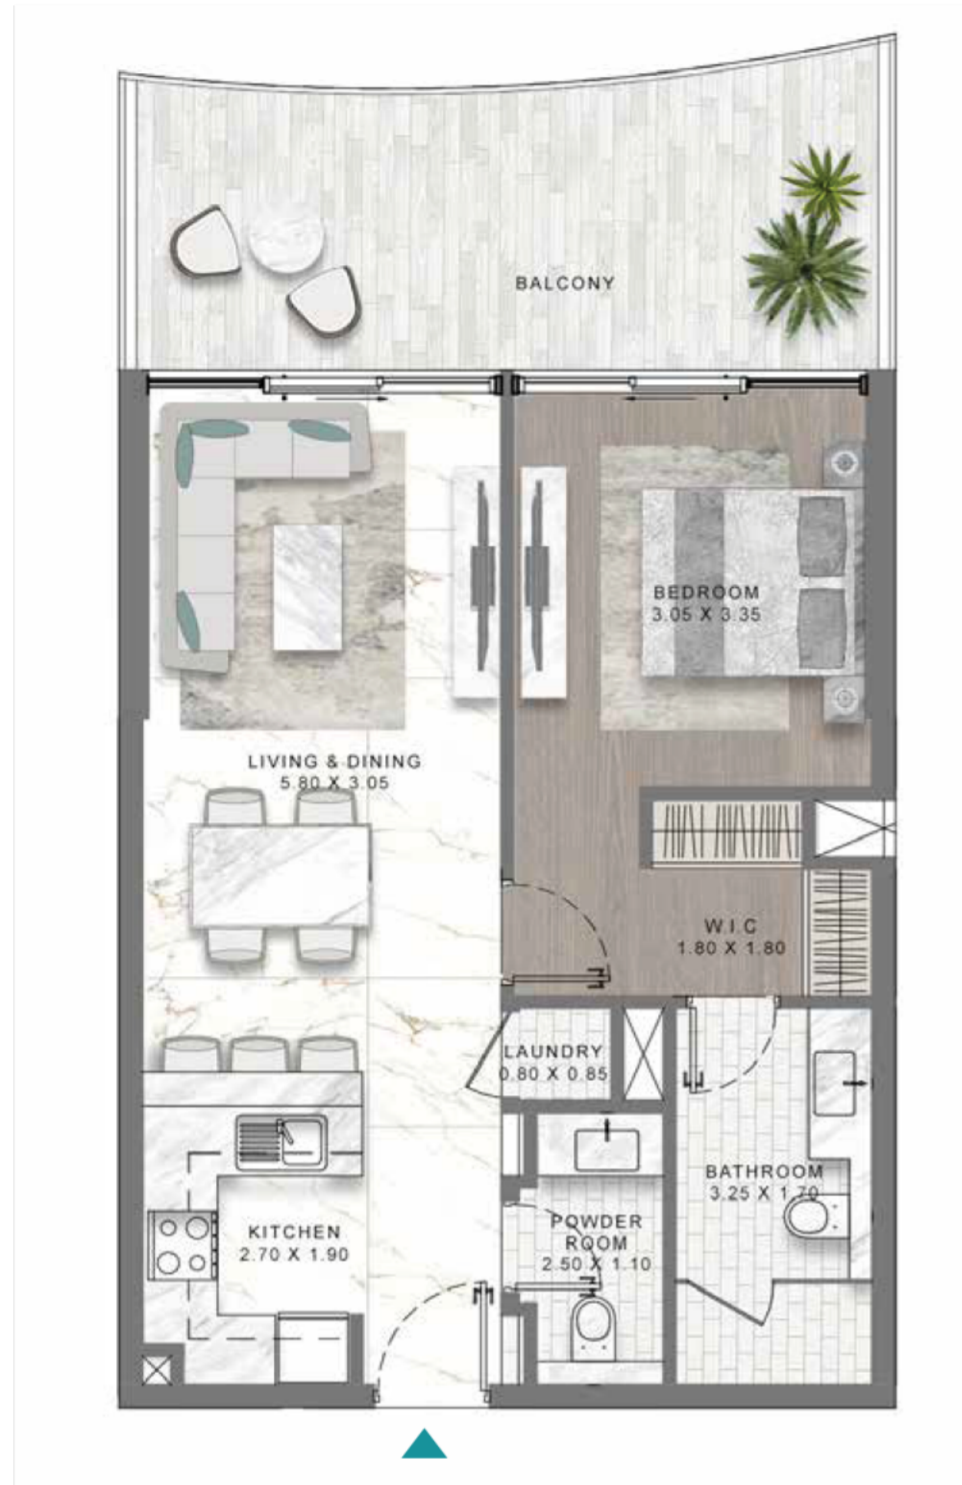 BALCONY
BEDROOM
3.05 X 3.35
LIVING & DINING
5.80 X 3.05
W.I.C
1.80 X 1.80
LAUNDRY
0.80 X 0.85
BATHROOM
3.25 X 1.70
KITCHEN
2.70 X 1.90
POWDER
ROOM
2.50 X 1.10